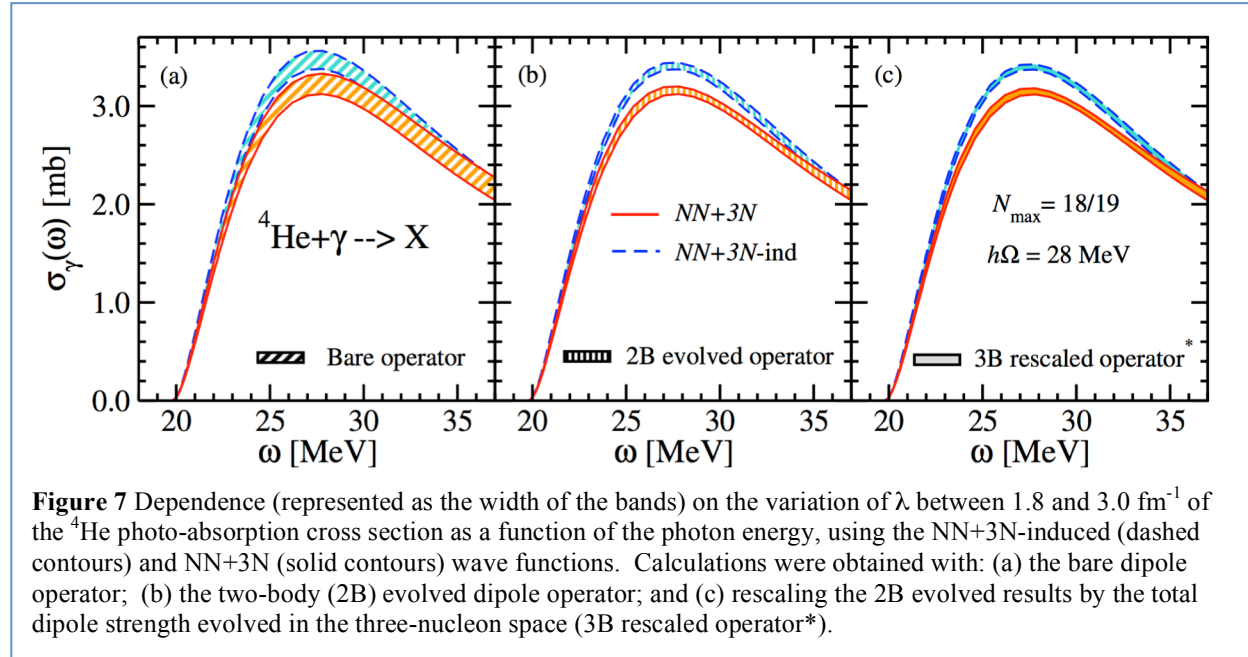 (a)
(b)
(c)
3.0
2.0
1.0
0.0
σγ(ω) [mb]
⁴He+γ --> X
NN+3N
NN+3N-ind
Nmax= 18/19
hΩ = 28 MeV
Bare operator
2B evolved operator
3B rescaled operator*
20 25 30 35
20 25 30 35
20 25 30 35
ω [MeV]
ω [MeV]
ω [MeV]
Figure 7 Dependence (represented as the width of the bands) on the variation of λ between 1.8 and 3.0 fm⁻¹ of
the ⁴He photo-absorption cross section as a function of the photon energy, using the NN+3N-induced (dashed
contours) and NN+3N (solid contours) wave functions. Calculations were obtained with: (a) the bare dipole
operator; (b) the two-body (2B) evolved dipole operator; and (c) rescaling the 2B evolved results by the total
dipole strength evolved in the three-nucleon space (3B rescaled operator*).